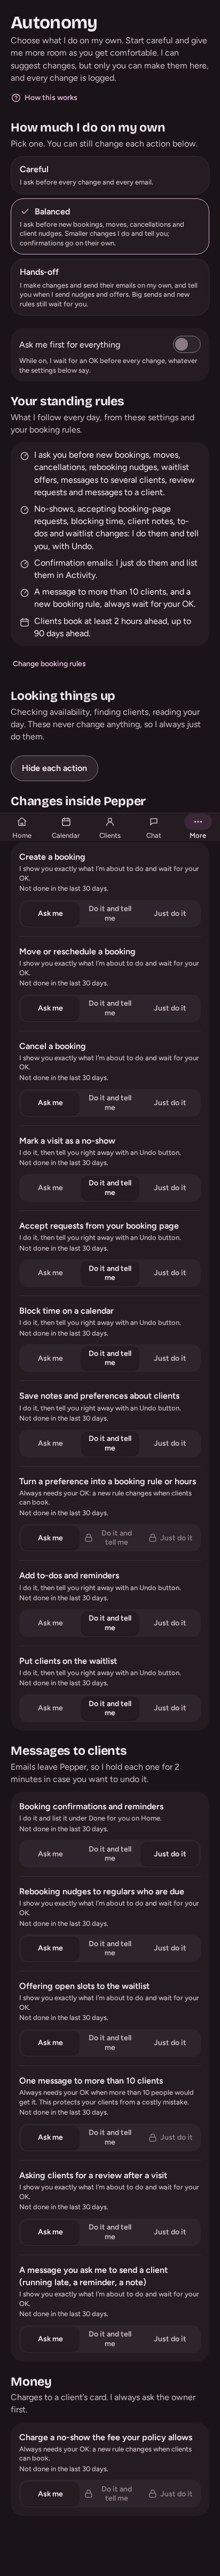 Autonomy
Choose what I do on my own. Start careful and give
me more room as you get comfortable. I can
suggest changes, but only you can make them here,
and every change is logged.
How this works
How much I do on my own
Pick one. You can still change each action below.
Careful
I ask before every change and every email.
Balanced
I ask before new bookings, moves, cancellations
and client nudges. Smaller changes I do and tell you;
confirmations go on their own.
Hands-off
I make changes and send their emails on my own, and tell
you when I send nudges and offers. Big sends and new
rules still wait for you.
Ask me first for everything
While on, I wait for an OK before every change, whatever
the settings below say.
Your standing rules
What I follow every day, from these settings and
your booking rules.
I ask you before new bookings, moves,
cancellations, rebooking nudges, waitlist
offers, messages to several clients, review
requests and messages to a client.
No-shows, accepting booking-page
requests, blocking time, client notes, to-
dos and waitlist changes: I do them and tell
you, with Undo.
Confirmation emails: I just do them and list
them in Activity.
A message to more than 10 clients, and a
new booking rule, always wait for your OK.
Clients book at least 2 hours ahead, up to
90 days ahead.
Change booking rules
Looking things up
Checking availability, finding clients, reading your
day. These never change anything, so I always just
do them.
Hide each action
Changes inside Pepper
Home
Calendar
Clients
Chat
More
Create a booking
I show you exactly what I'm about to do and wait for your
OK.
Not done in the last 30 days.
Ask me
Do it and tell
me
Just do it
Move or reschedule a booking
I show you exactly what I'm about to do and wait for your
OK.
Not done in the last 30 days.
Ask me
Do it and tell
me
Just do it
Cancel a booking
I show you exactly what I'm about to do and wait for your
OK.
Not done in the last 30 days.
Ask me
Do it and tell
me
Just do it
Mark a visit as a no-show
I do it, then tell you right away with an Undo button.
Not done in the last 30 days.
Ask me
Do it and tell
me
Just do it
Accept requests from your booking page
I do it, then tell you right away with an Undo button.
Not done in the last 30 days.
Ask me
Do it and tell
me
Just do it
Block time on a calendar
I do it, then tell you right away with an Undo button.
Not done in the last 30 days.
Ask me
Do it and tell
me
Just do it
Save notes and preferences about clients
I do it, then tell you right away with an Undo button.
Not done in the last 30 days.
Ask me
Do it and tell
me
Just do it
Turn a preference into a booking rule or hours
Always needs your OK: a new rule changes when clients
can book.
Not done in the last 30 days.
Ask me
Do it and
tell me
Just do it
Add to-dos and reminders
I do it, then tell you right away with an Undo button.
Not done in the last 30 days.
Ask me
Do it and tell
me
Just do it
Put clients on the waitlist
I do it, then tell you right away with an Undo button.
Not done in the last 30 days.
Ask me
Do it and tell
me
Just do it
Messages to clients
Emails leave Pepper, so I hold each one for 2
minutes in case you want to undo it.
Booking confirmations and reminders
I do it and list it under Done for you on Home.
Not done in the last 30 days.
Ask me
Do it and tell
me
Just do it
Rebooking nudges to regulars who are due
I show you exactly what I'm about to do and wait for your
OK.
Not done in the last 30 days.
Ask me
Do it and tell
me
Just do it
Offering open slots to the waitlist
I show you exactly what I'm about to do and wait for your
OK.
Not done in the last 30 days.
Ask me
Do it and tell
me
Just do it
One message to more than 10 clients
Always needs your OK when more than 10 people would
get it. This protects your clients from a costly mistake.
Not done in the last 30 days.
Ask me
Do it and tell
me
Just do it
Asking clients for a review after a visit
I show you exactly what I'm about to do and wait for your
OK.
Not done in the last 30 days.
Ask me
Do it and tell
me
Just do it
A message you ask me to send a client
(running late, a reminder, a note)
I show you exactly what I'm about to do and wait for your
OK.
Not done in the last 30 days.
Ask me
Do it and tell
me
Just do it
Money
Charges to a client's card. I always ask the owner
first.
Charge a no-show the fee your policy allows
Always needs your OK: a new rule changes when clients
can book.
Not done in the last 30 days.
Ask me
Do it and
tell me
Just do it